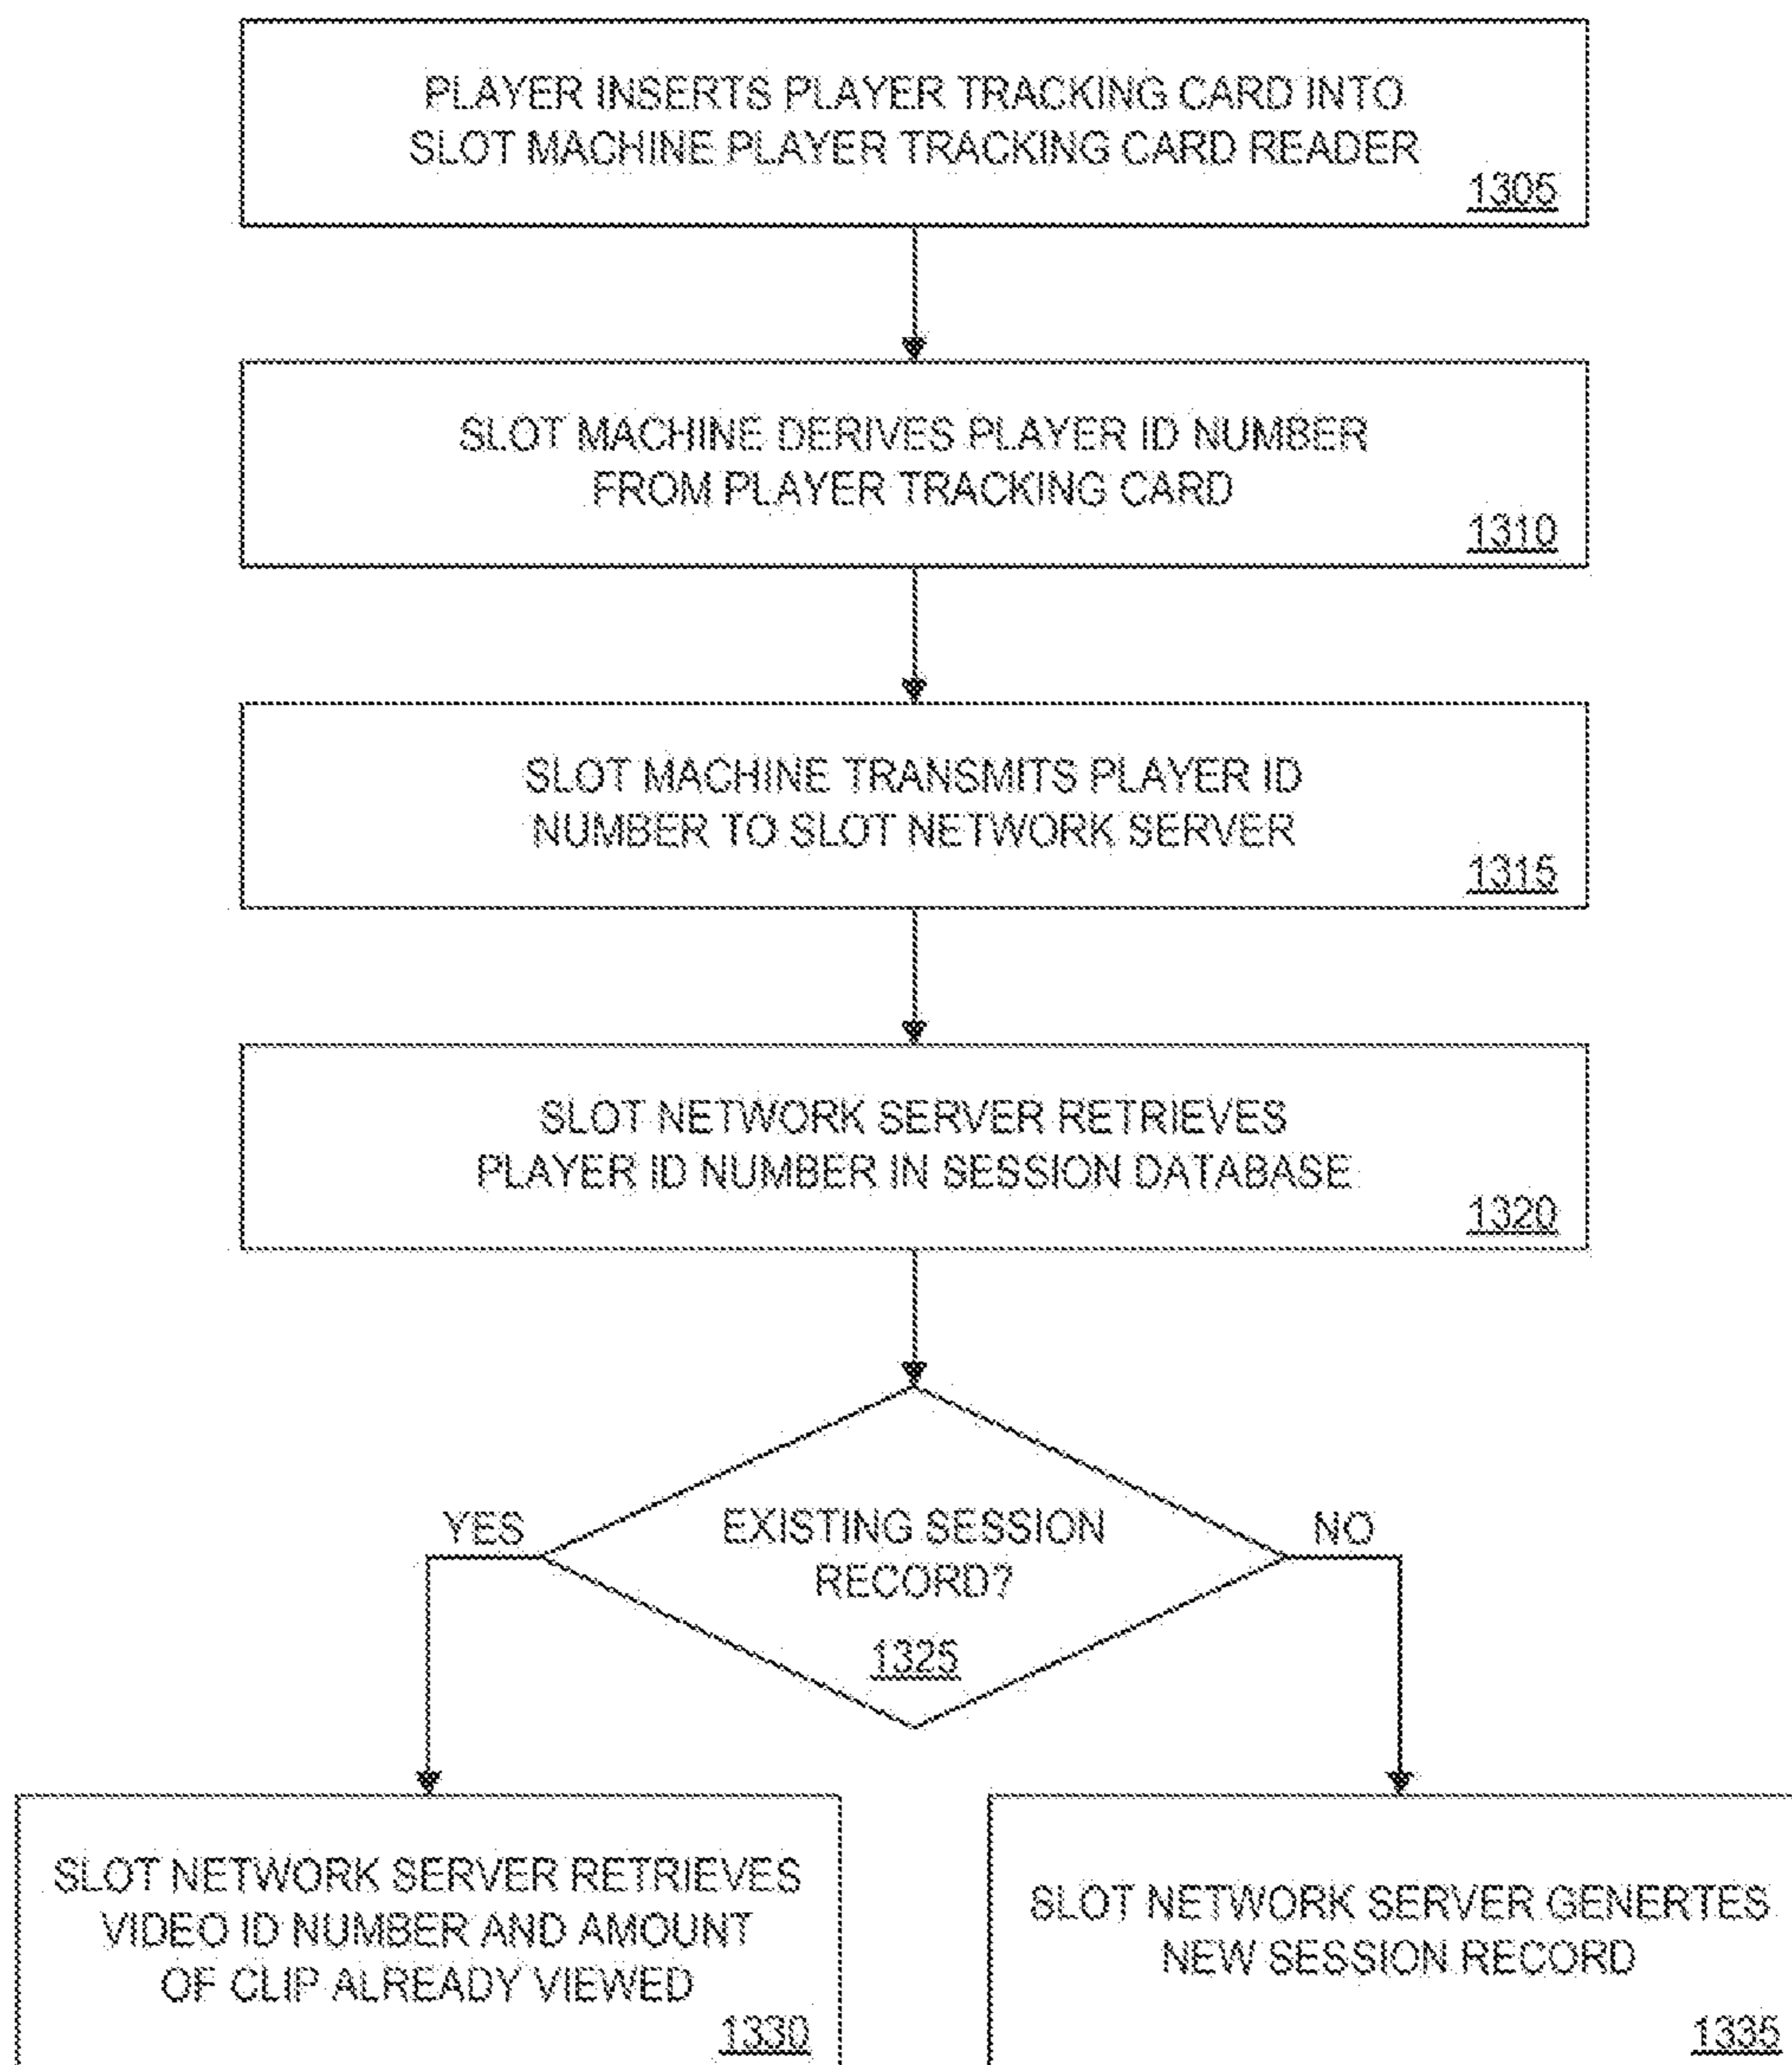 PLAYER INSERTS PLAYER TRACKING CARD INTO
SLOT MACHINE PLAYER TRACKING CARD READER
1305
SLOT MACHINE DERIVES PLAYER ID NUMBER
FROM PLAYER TRACKING CARD
1310
SLOT MACHINE TRANSMITS PLAYER ID
NUMBER TO SLOT NETWORK SERVER
1315
SLOT NETWORK SERVER RETRIEVES
PLAYER ID NUMBER IN SESSION DATABASE
1320
YES
EXISTING SESSION
RECORD?
1325
NO
SLOT NETWORK SERVER RETRIEVES
VIDEO ID NUMBER AND AMOUNT
OF CLIP ALREADY VIEWED
1330
SLOT NETWORK SERVER GENERTES
NEW SESSION RECORD
1335